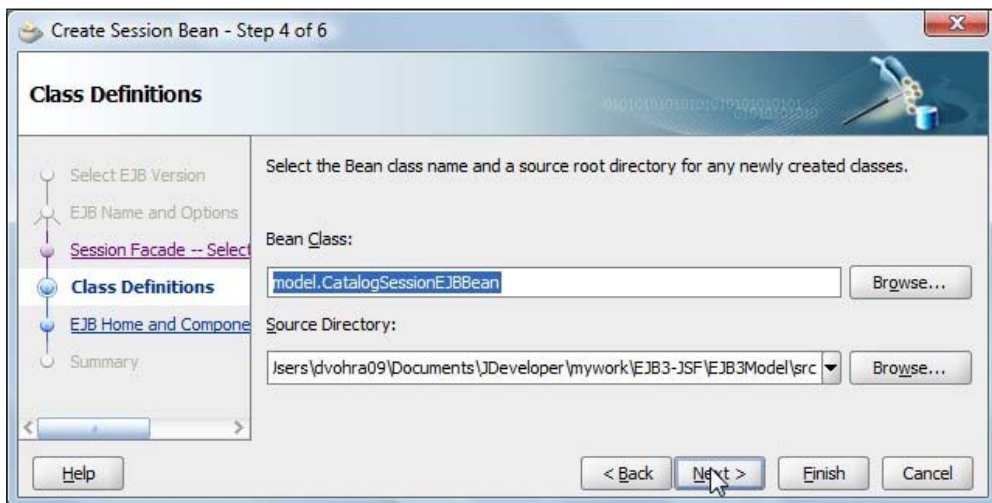 Create Session Bean - Step 4 of 6
Class Definitions
Select EJB Version
EJB Name and Options
Session Facade -- Select
Class Definitions
EJB Home and Compone
Summary
Select the Bean class name and a source root directory for any newly created classes.
Bean Class:
model.CatalogSessionEJBBean
Browse...
Source Directory:
Jsers\dvohra09\Documents\JDeveloper\mywork\EJB3-JSF\EJB3Model\src
Browse...
Help
< Back
Next >
Finish
Cancel